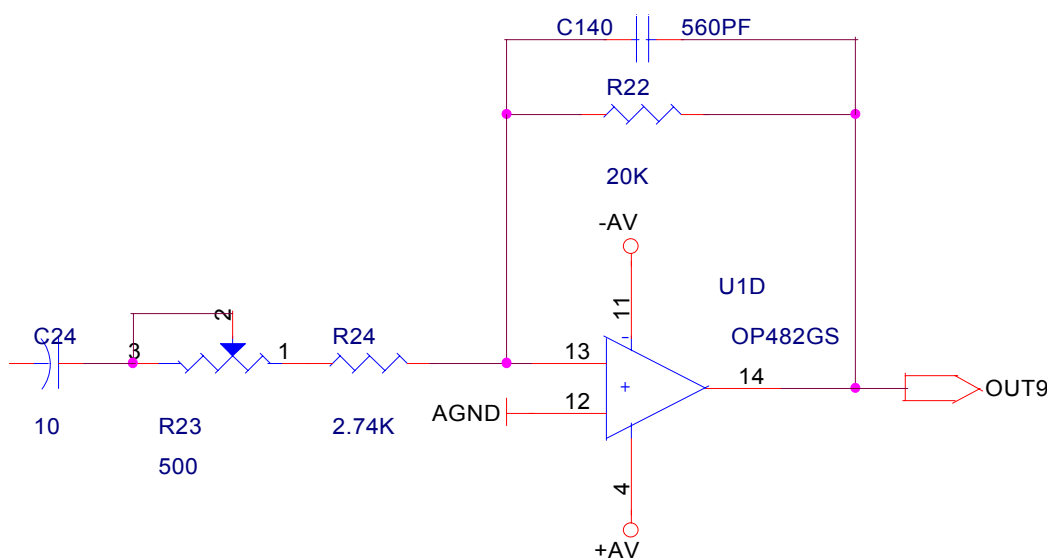 C140 560PF
R22
20K
-AV
11
U1D
OP482GS
-
C24
3
2
1
R24
13
+
14
OUT9
AGND
12
10
R23
500
2.74K
4
+AV